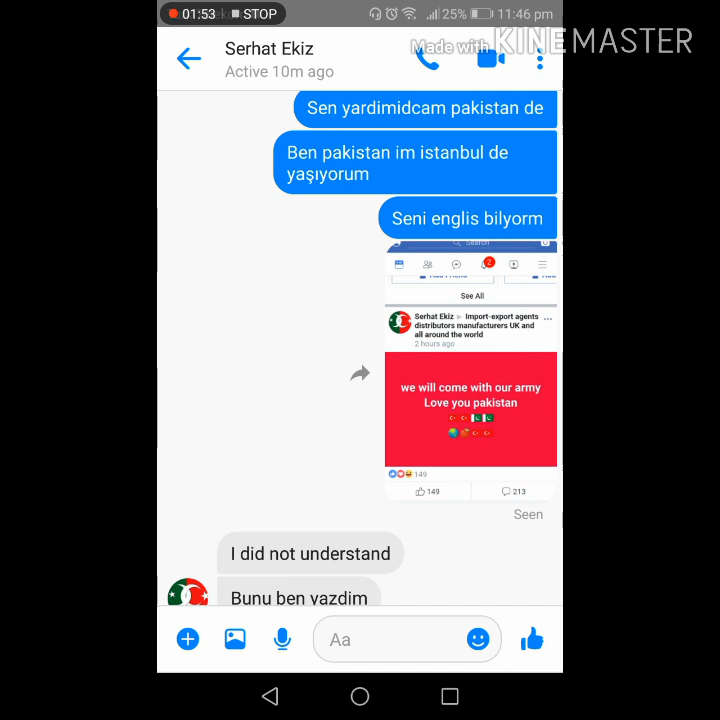 01:53 STOP
25% 11:46 pm
Made with KINEMASTER
Serhat Ekiz
Active 10m ago
Sen yardimidcam pakistan de
Ben pakistan im istanbul de
yaşıyorum
Seni englis bilyorm
Search
2
See All
Serhat Ekiz ▸ Import-export agents ...
distributors manufacturers UK and
all around the world
2 hours ago
we will come with our army
Love you pakistan
149
149 213
Seen
I did not understand
Bunu ben yazdim
Aa